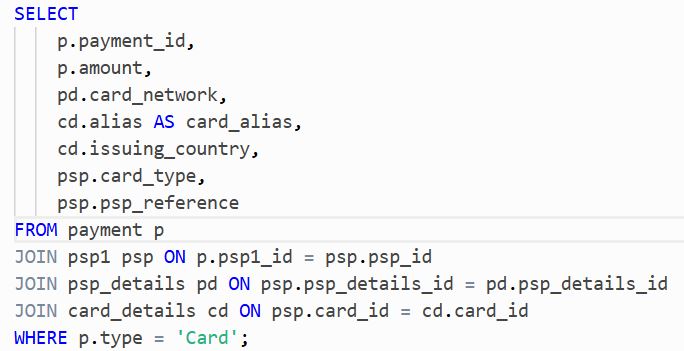 SELECT
p.payment_id,
p.amount,
pd.card_network,
cd.alias AS card_alias,
cd.issuing_country,
psp.card_type,
psp.psp_reference
FROM payment p
JOIN psp1 psp ON p.psp1_id = psp.psp_id
JOIN psp_details pd ON psp.psp_details_id = pd.psp_details_id
JOIN card_details cd ON psp.card_id = cd.card_id
WHERE p.type = 'Card';